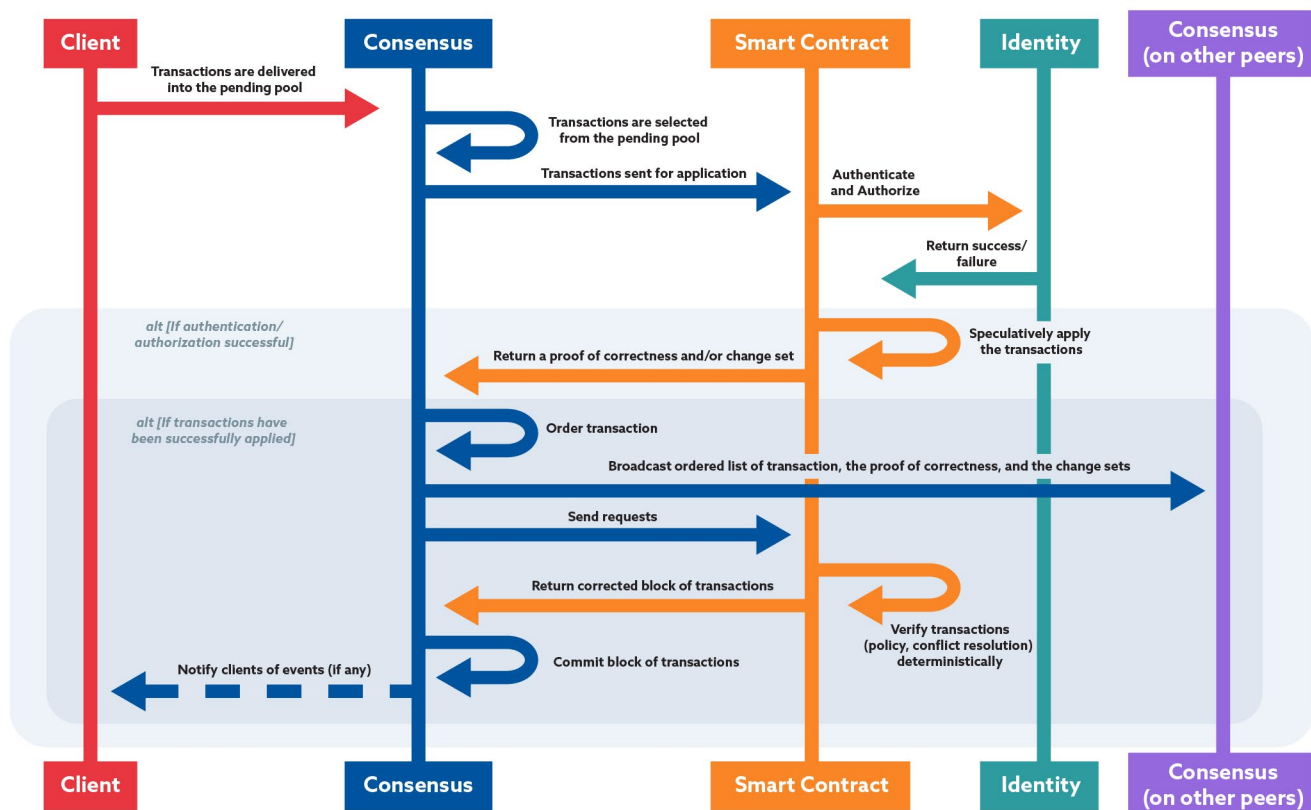 Client
Consensus
Smart Contract
Identity
Consensus
(on other peers)
Transactions are delivered
into the pending pool
Transactions are selected
from the pending pool
Transactions sent for application
Authenticate
and Authorize
Return success/
failure
alt [If authentication/
authorization successful]
Speculatively apply
the transactions
Return a proof of correctness and/or change set
alt [If transactions have
been successfully applied]
Order transaction
Broadcast ordered list of transaction, the proof of correctness, and the change sets
Send requests
Return corrected block of transactions
Verify transactions
(policy, conflict resolution)
deterministically
Commit block of transactions
Notify clients of events (if any)
Client
Consensus
Smart Contract
Identity
Consensus
(on other peers)